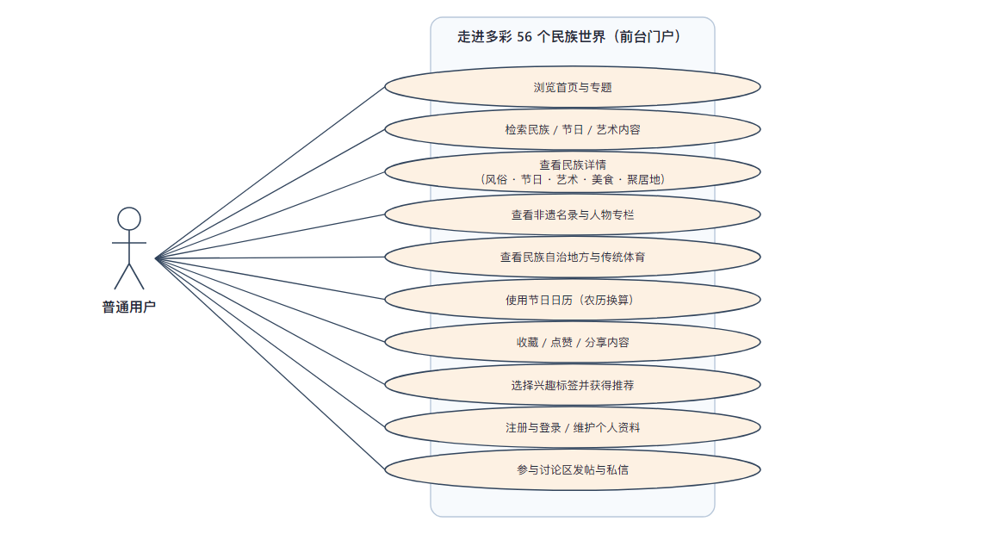 走进多彩 56 个民族世界（前台门户）
浏览首页与专题
检索民族 / 节日 / 艺术内容
查看民族详情
（风俗 · 节日 · 艺术 · 美食 · 聚居地）
查看非遗名录与人物专栏
查看民族自治地方与传统体育
使用节日日历（农历换算）
收藏 / 点赞 / 分享内容
选择兴趣标签并获得推荐
注册与登录 / 维护个人资料
参与讨论区发帖与私信
普通用户